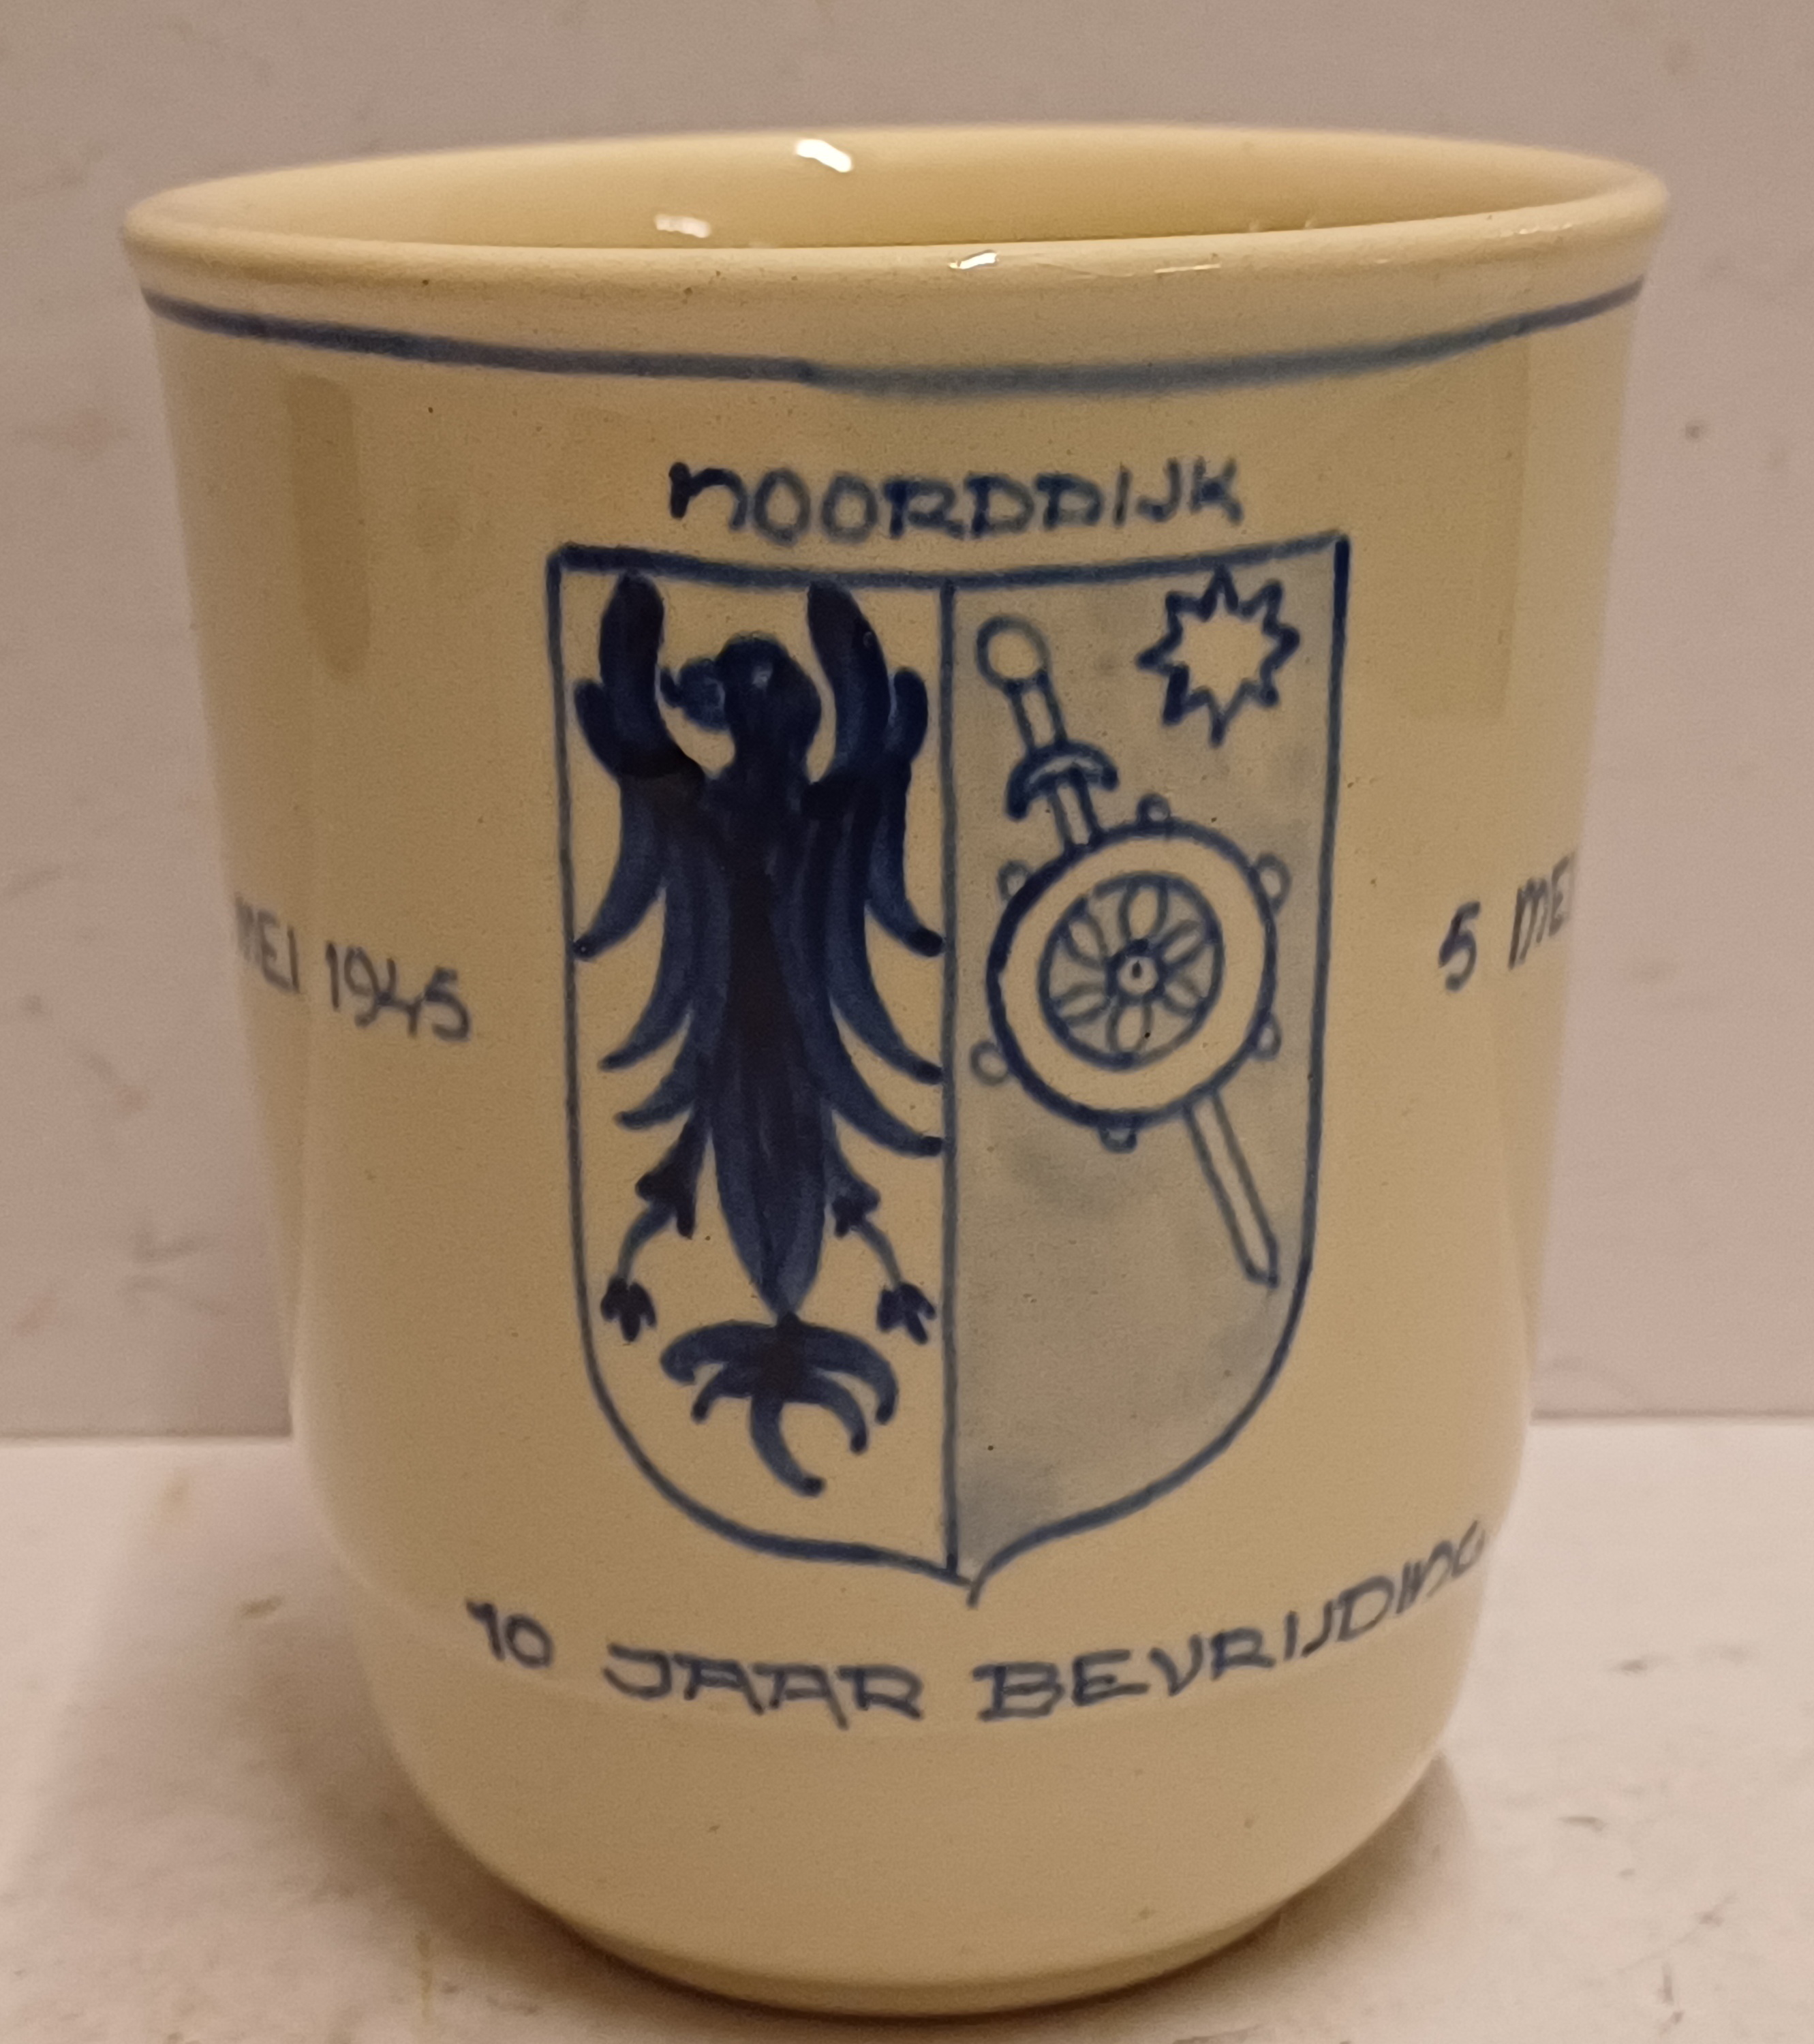 NOORDDIJK
MEI 1945
5 MEI
10 JAAR BEVRIJDING